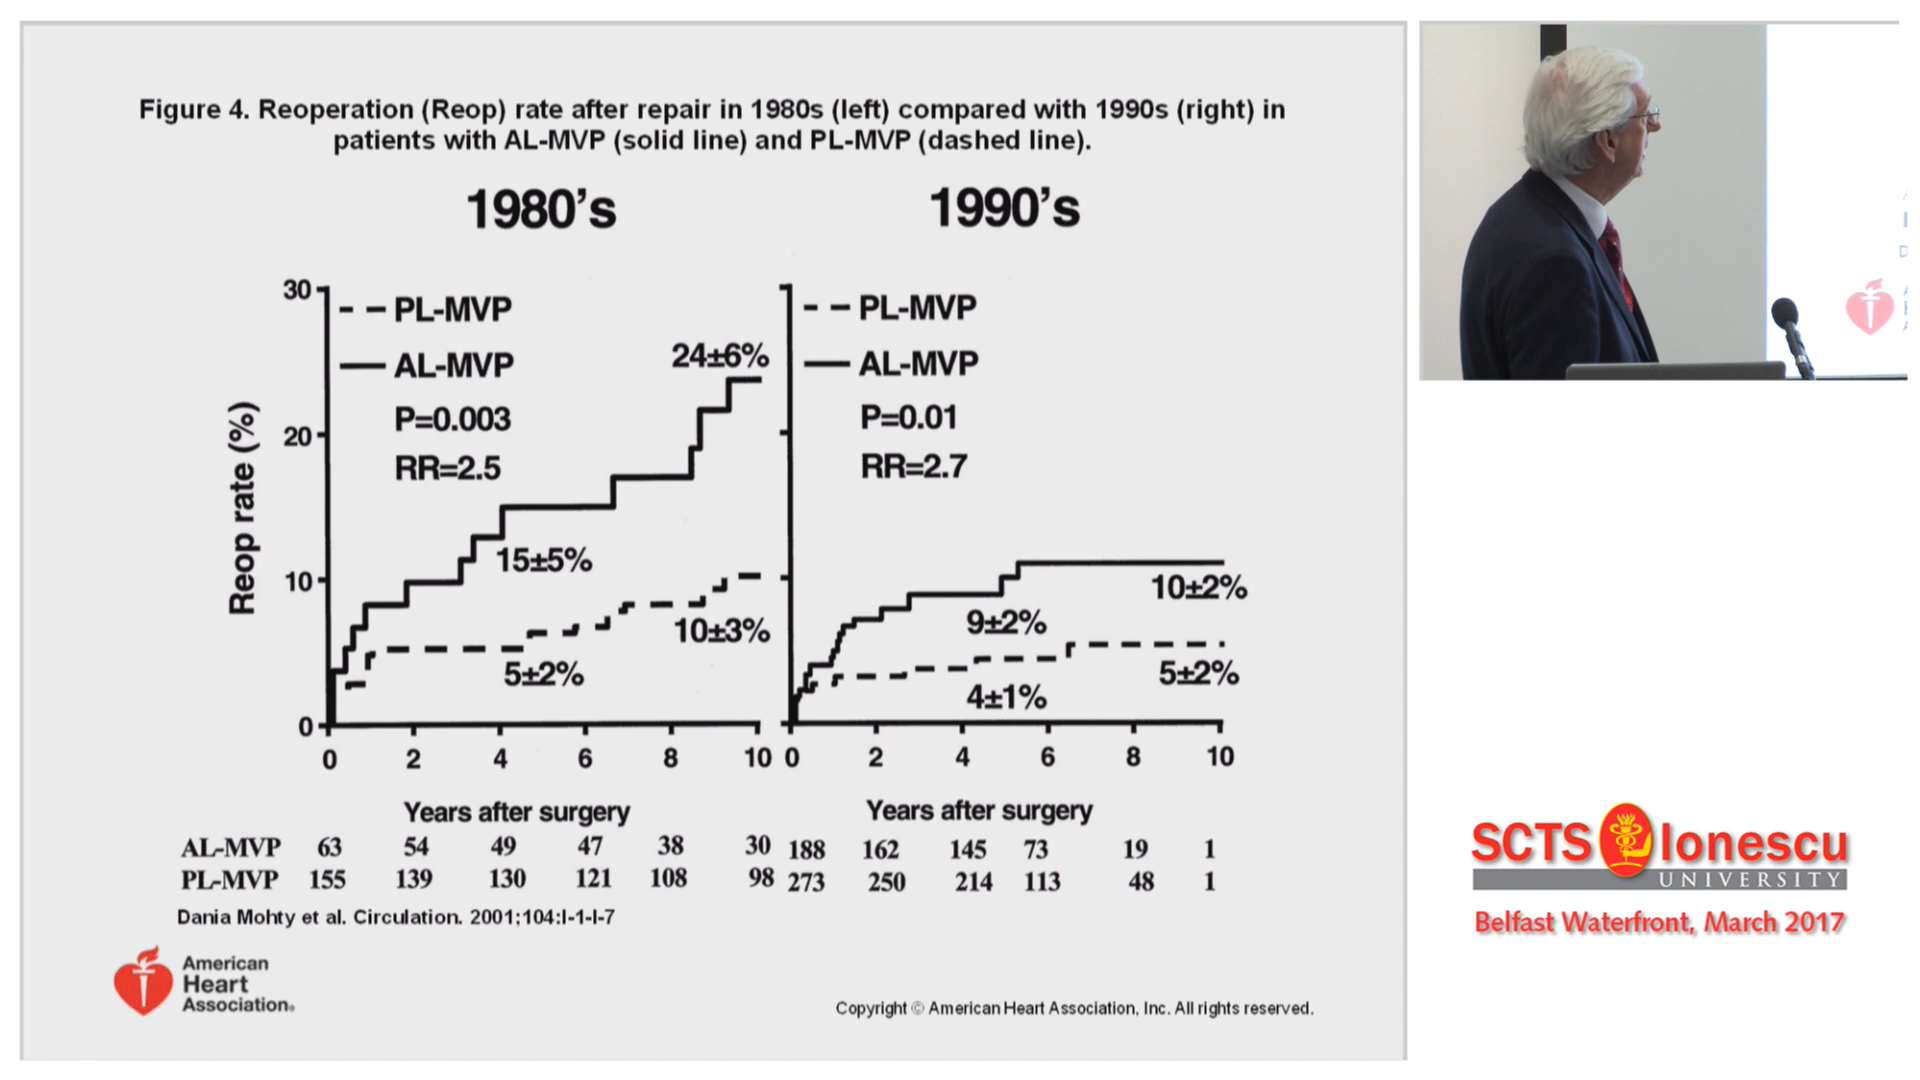 Figure 4. Reoperation (Reop) rate after repair in 1980s (left) compared with 1990s (right) in
patients with AL-MVP (solid line) and PL-MVP (dashed line).
1980's
1990's
30
20
10
0
Reop rate (%)
PL-MVP
AL-MVP
P=0.003
RR=2.5
24±6%
15±5%
10±3%
5±2%
0 2 4 6 8 10
Years after surgery
PL-MVP
AL-MVP
P=0.01
RR=2.7
10±2%
9±2%
5±2%
4±1%
0 2 4 6 8 10
Years after surgery
AL-MVP 63 54 49 47 38 30 188 162 145 73 19 1
PL-MVP 155 139 130 121 108 98 273 250 214 113 48 1
Dania Mohty et al. Circulation. 2001;104:I-1-I-7
American
Heart
Association®
Copyright © American Heart Association, Inc. All rights reserved.
SCTS Ionescu
UNIVERSITY
Belfast Waterfront, March 2017